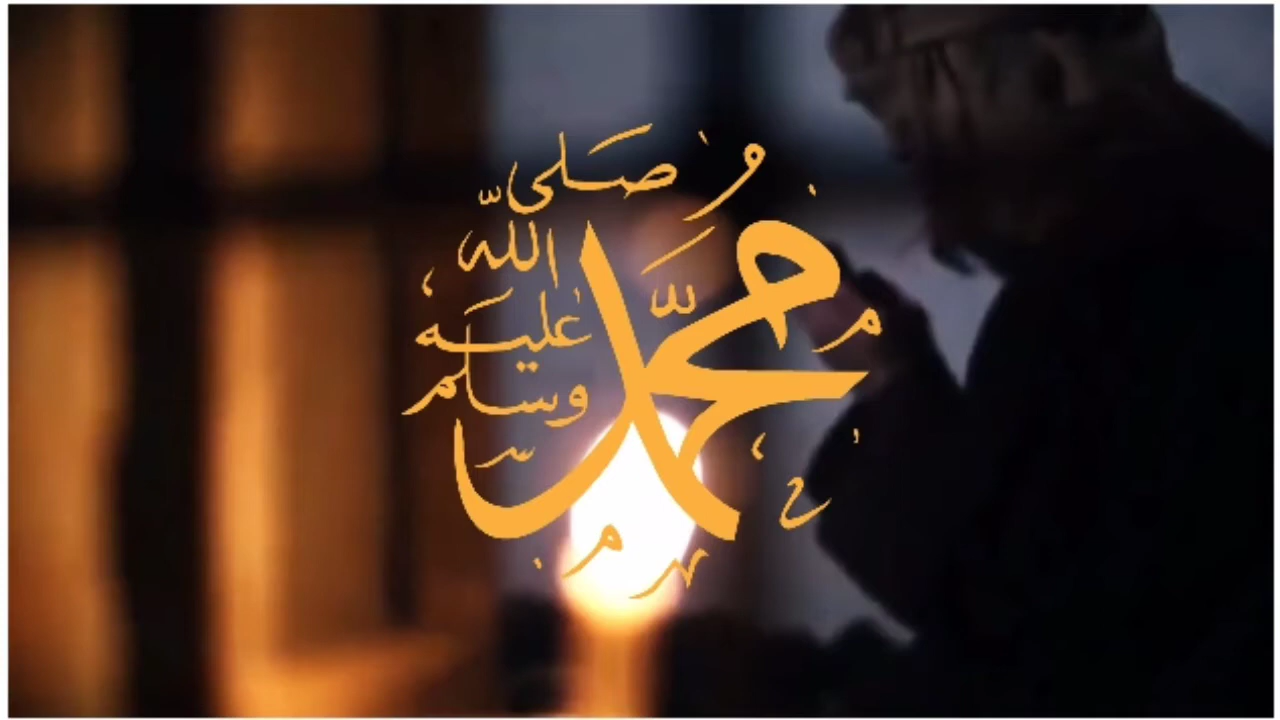 محمد
صلى
الله
عليه
وسلم